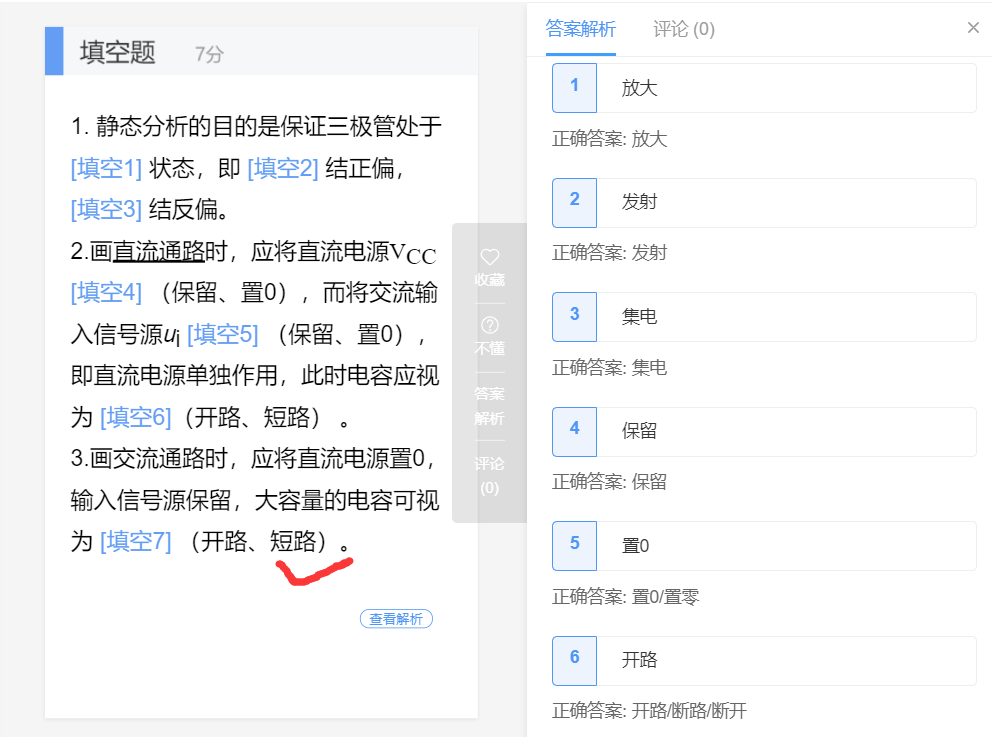 填空题 7分
1. 静态分析的目的是保证三极管处于
[填空1] 状态，即 [填空2] 结正偏，
[填空3] 结反偏。
2.画直流通路时，应将直流电源VCC
[填空4] （保留、置0），而将交流输
入信号源ui [填空5] （保留、置0），
即直流电源单独作用，此时电容应视
为 [填空6]（开路、短路） 。
3.画交流通路时，应将直流电源置0，
输入信号源保留，大容量的电容可视
为 [填空7] （开路、短路）。
查看解析
收藏
不懂
答案
解析
评论
(0)
答案解析 评论 (0) ×
1 放大
正确答案: 放大
2 发射
正确答案: 发射
3 集电
正确答案: 集电
4 保留
正确答案: 保留
5 置0
正确答案: 置0/置零
6 开路
正确答案: 开路/断路/断开